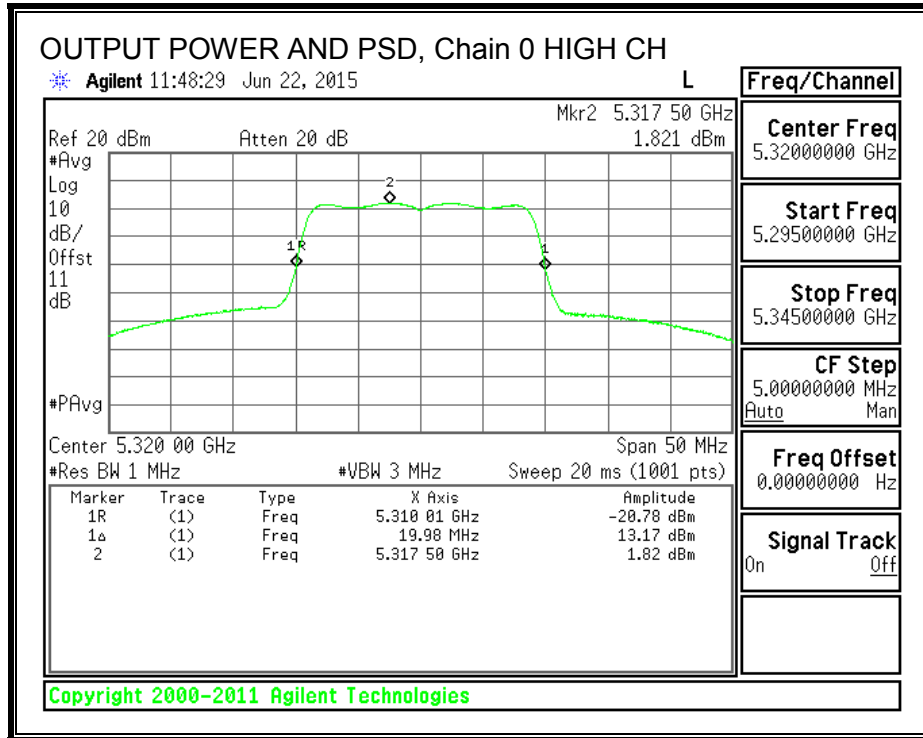 OUTPUT POWER AND PSD, Chain 0 HIGH CH
Agilent 11:48:29 Jun 22, 2015 L
Freq/Channel
Mkr2 5.317 50 GHz
Ref 20 dBm Atten 20 dB 1.821 dBm
#Avg
Log
10
dB/
Offst
11
dB
#PAvg
2
1R
1
Center 5.320 00 GHz Span 50 MHz
#Res BW 1 MHz #VBW 3 MHz Sweep 20 ms (1001 pts)
Marker Trace Type X Axis Amplitude
1R (1) Freq 5.310 01 GHz -20.78 dBm
1Δ (1) Freq 19.98 MHz 13.17 dBm
2 (1) Freq 5.317 50 GHz 1.82 dBm
Center Freq
5.32000000 GHz
Start Freq
5.29500000 GHz
Stop Freq
5.34500000 GHz
CF Step
5.00000000 MHz
Auto Man
Freq Offset
0.00000000 Hz
Signal Track
On Off
Copyright 2000-2011 Agilent Technologies